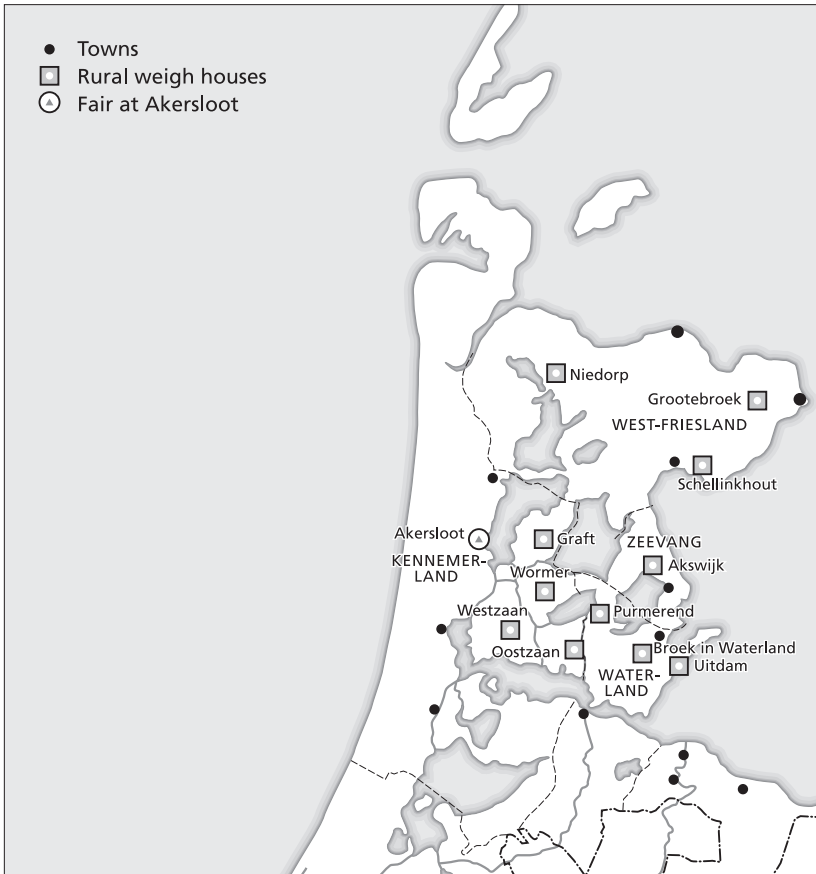 Towns
Rural weigh houses
Fair at Akersloot
Niedorp
Grootebroek
WEST-FRIESLAND
Schellinkhout
Akersloot
Graft
ZEEVANG
KENNEMER-
LAND
Akswijk
Wormer
Westzaan
Purmerend
Oostzaan
Broek in Waterland
Uitdam
WATER-
LAND